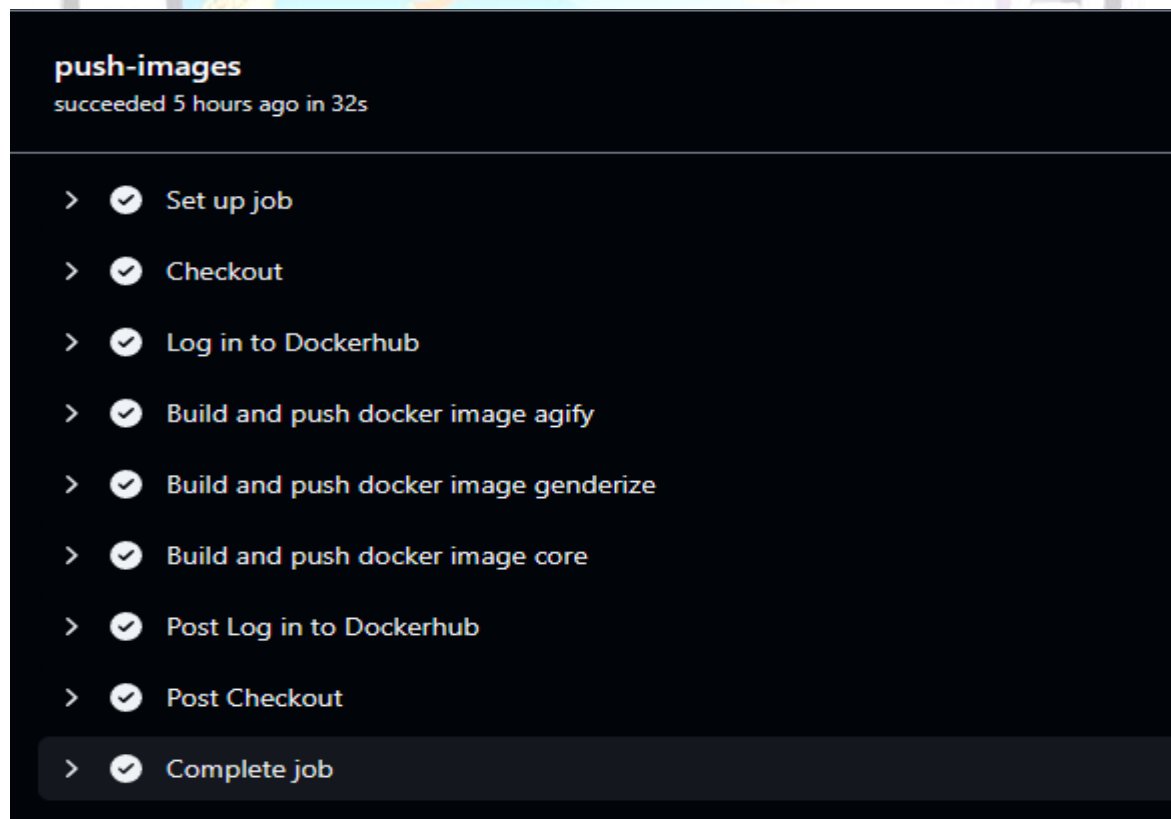 push-images
succeeded 5 hours ago in 32s
Set up job
Checkout
Log in to Dockerhub
Build and push docker image agify
Build and push docker image genderize
Build and push docker image core
Post Log in to Dockerhub
Post Checkout
Complete job